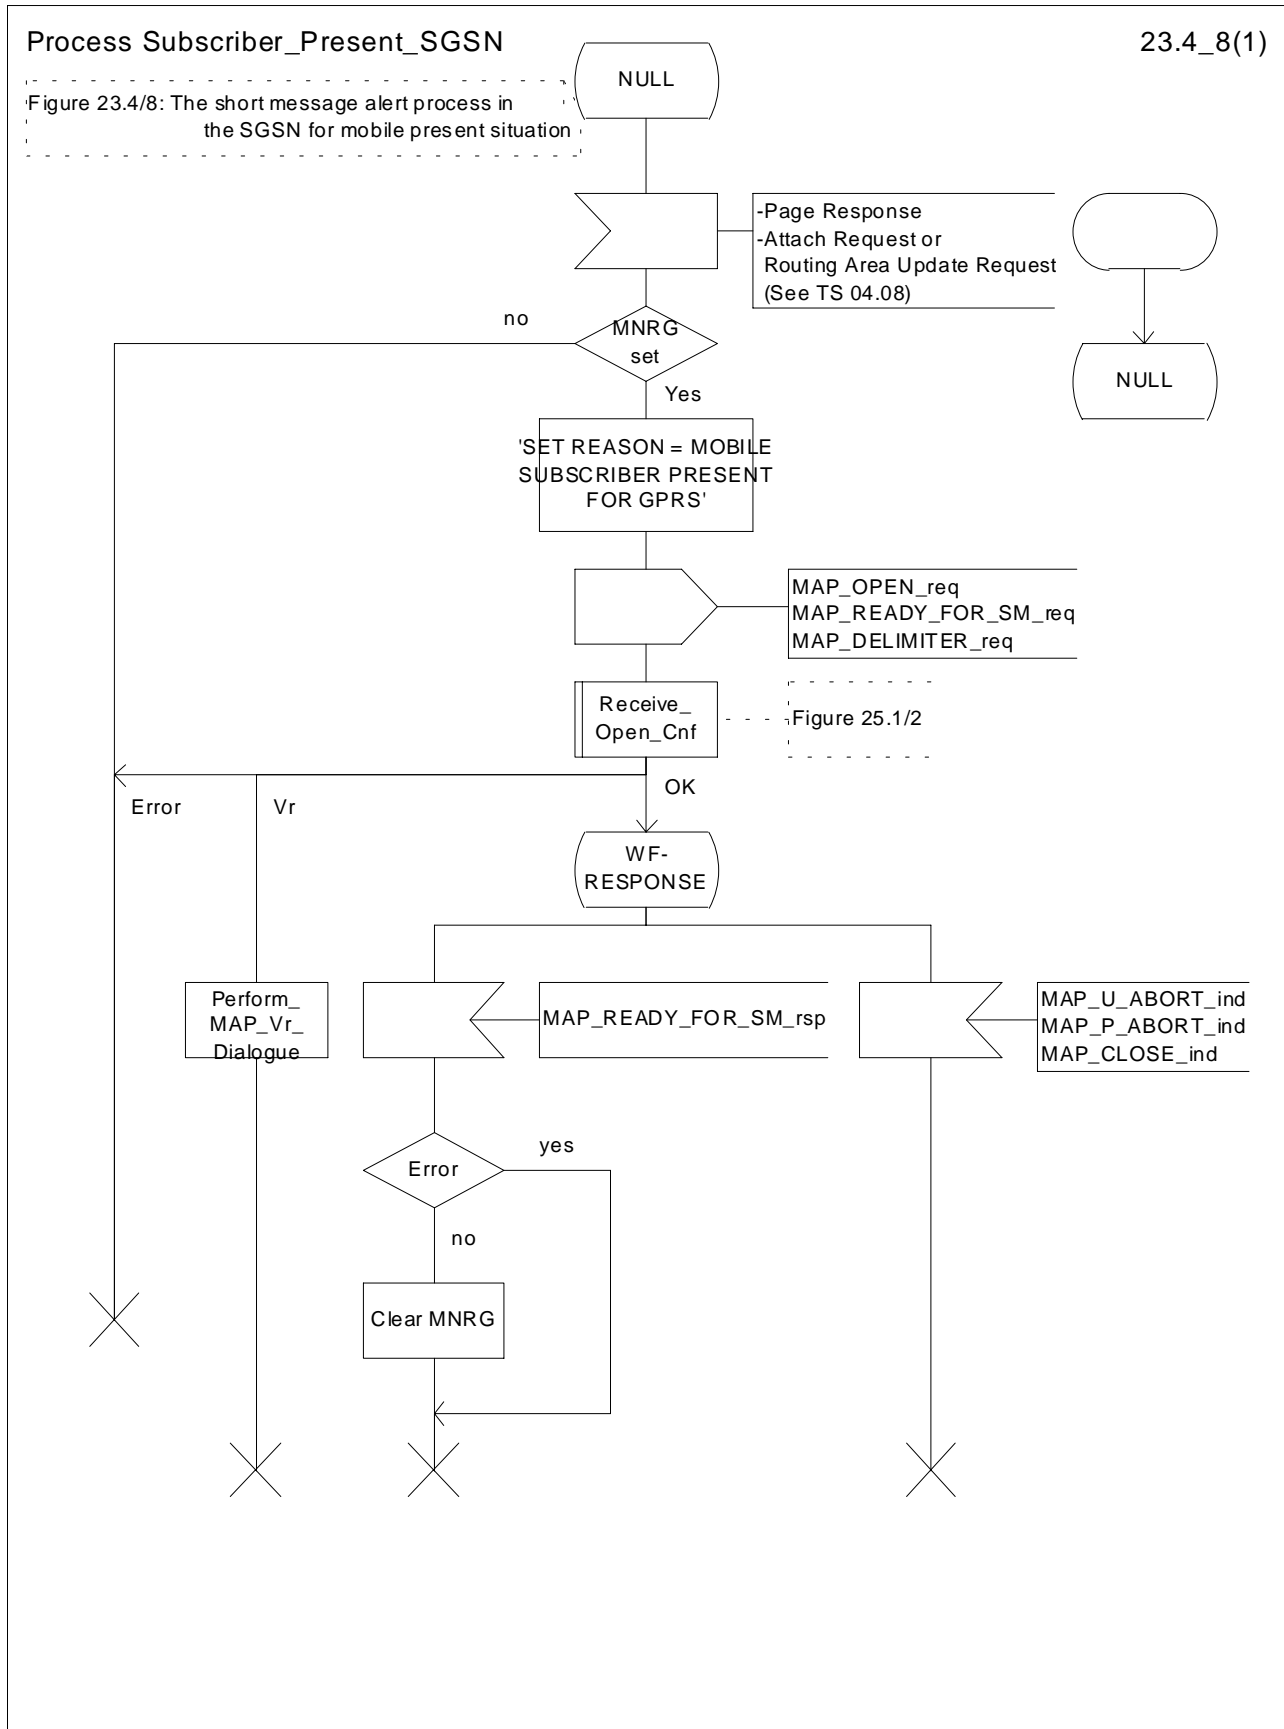 Process Subscriber_Present_SGSN
23.4_8(1)
Figure 23.4/8: The short message alert process in
the SGSN for mobile present situation
NULL
-Page Response
-Attach Request or
Routing Area Update Request
(See TS 04.08)
NULL
no
MNRG
set
Yes
'SET REASON = MOBILE
SUBSCRIBER PRESENT
FOR GPRS'
MAP_OPEN_req
MAP_READY_FOR_SM_req
MAP_DELIMITER_req
Receive_
Open_Cnf
Figure 25.1/2
Error
Vr
OK
WF-
RESPONSE
Perform_
MAP_Vr_
Dialogue
MAP_READY_FOR_SM_rsp
MAP_U_ABORT_ind
MAP_P_ABORT_ind
MAP_CLOSE_ind
Error
yes
no
Clear MNRG